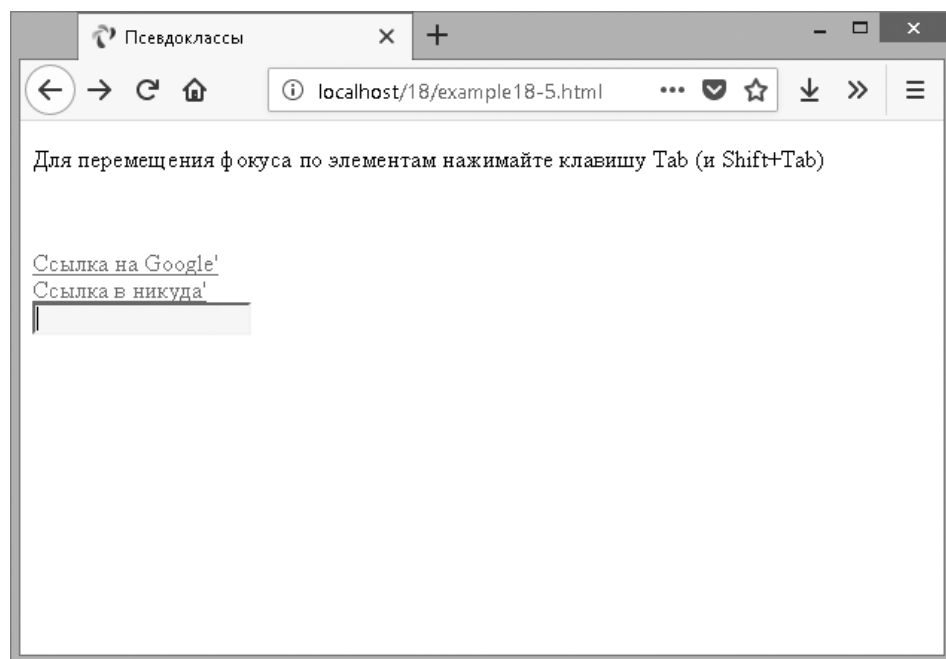 Псевдоклассы
localhost/18/example18-5.html
Для перемещения фокуса по элементам нажимайте клавишу Tab (и Shift+Tab)
Ссылка на Google'
Ссылка в никуда'